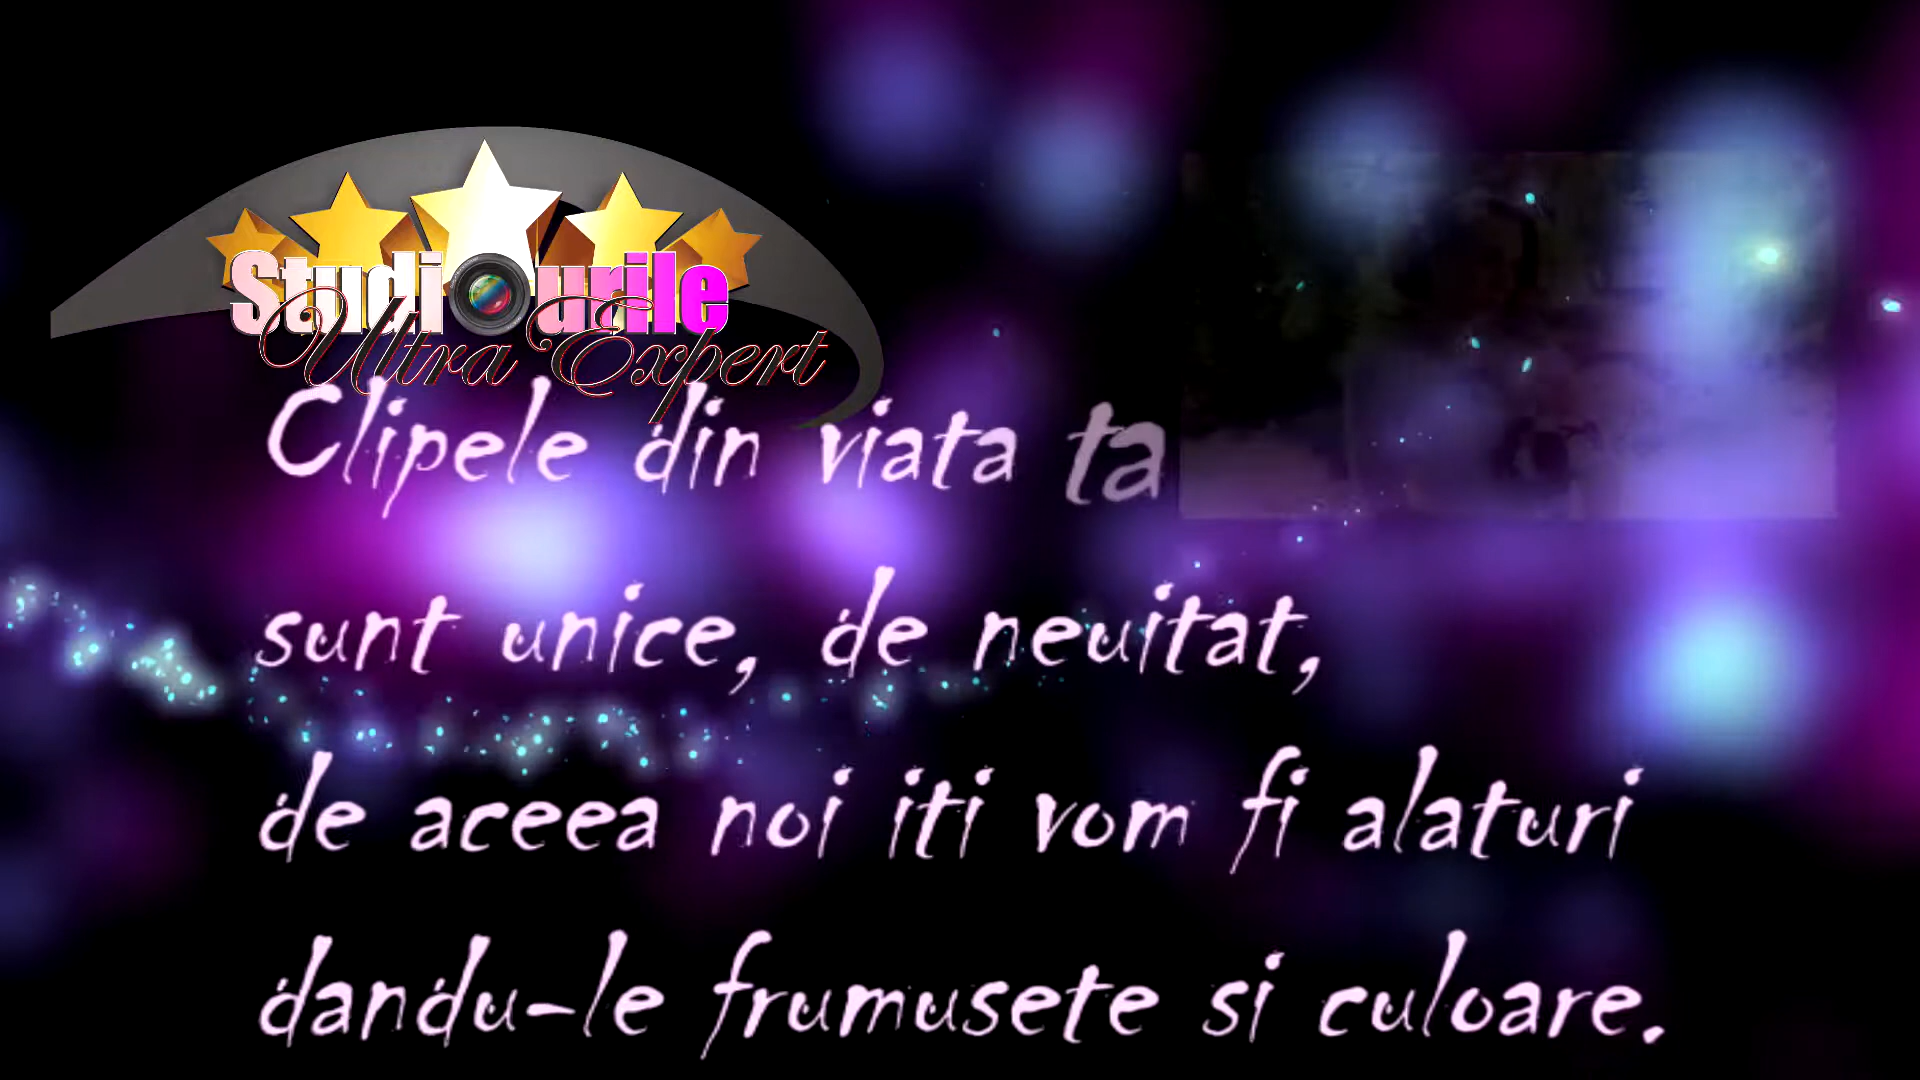 Studiourile
Ultra Expert
Clipele din viata ta
sunt unice, de neuitat,
de aceea noi iti vom fi alaturi
dandu-le frumusete si culoare.